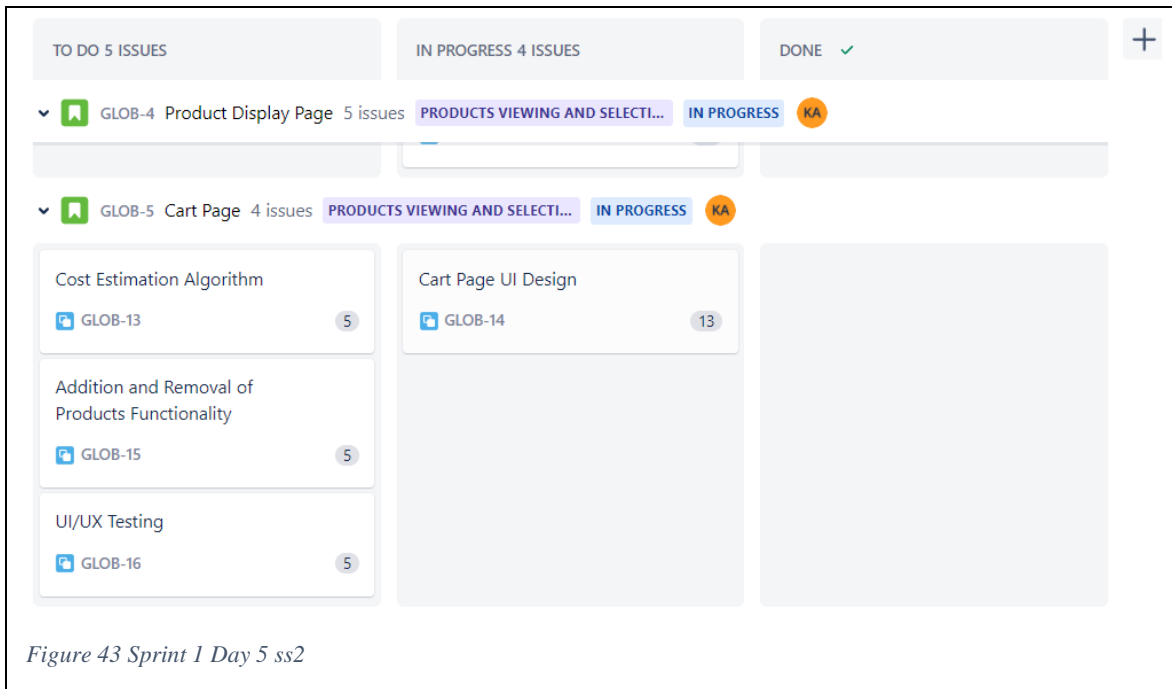 TO DO 5 ISSUES
IN PROGRESS 4 ISSUES
DONE
GLOB-4 Product Display Page 5 issues PRODUCTS VIEWING AND SELECTI... IN PROGRESS KA
GLOB-5 Cart Page 4 issues PRODUCTS VIEWING AND SELECTI... IN PROGRESS KA
Cost Estimation Algorithm
GLOB-13 5
Addition and Removal of
Products Functionality
GLOB-15 5
UI/UX Testing
GLOB-16 5
Cart Page UI Design
GLOB-14 13
Figure 43 Sprint 1 Day 5 ss2